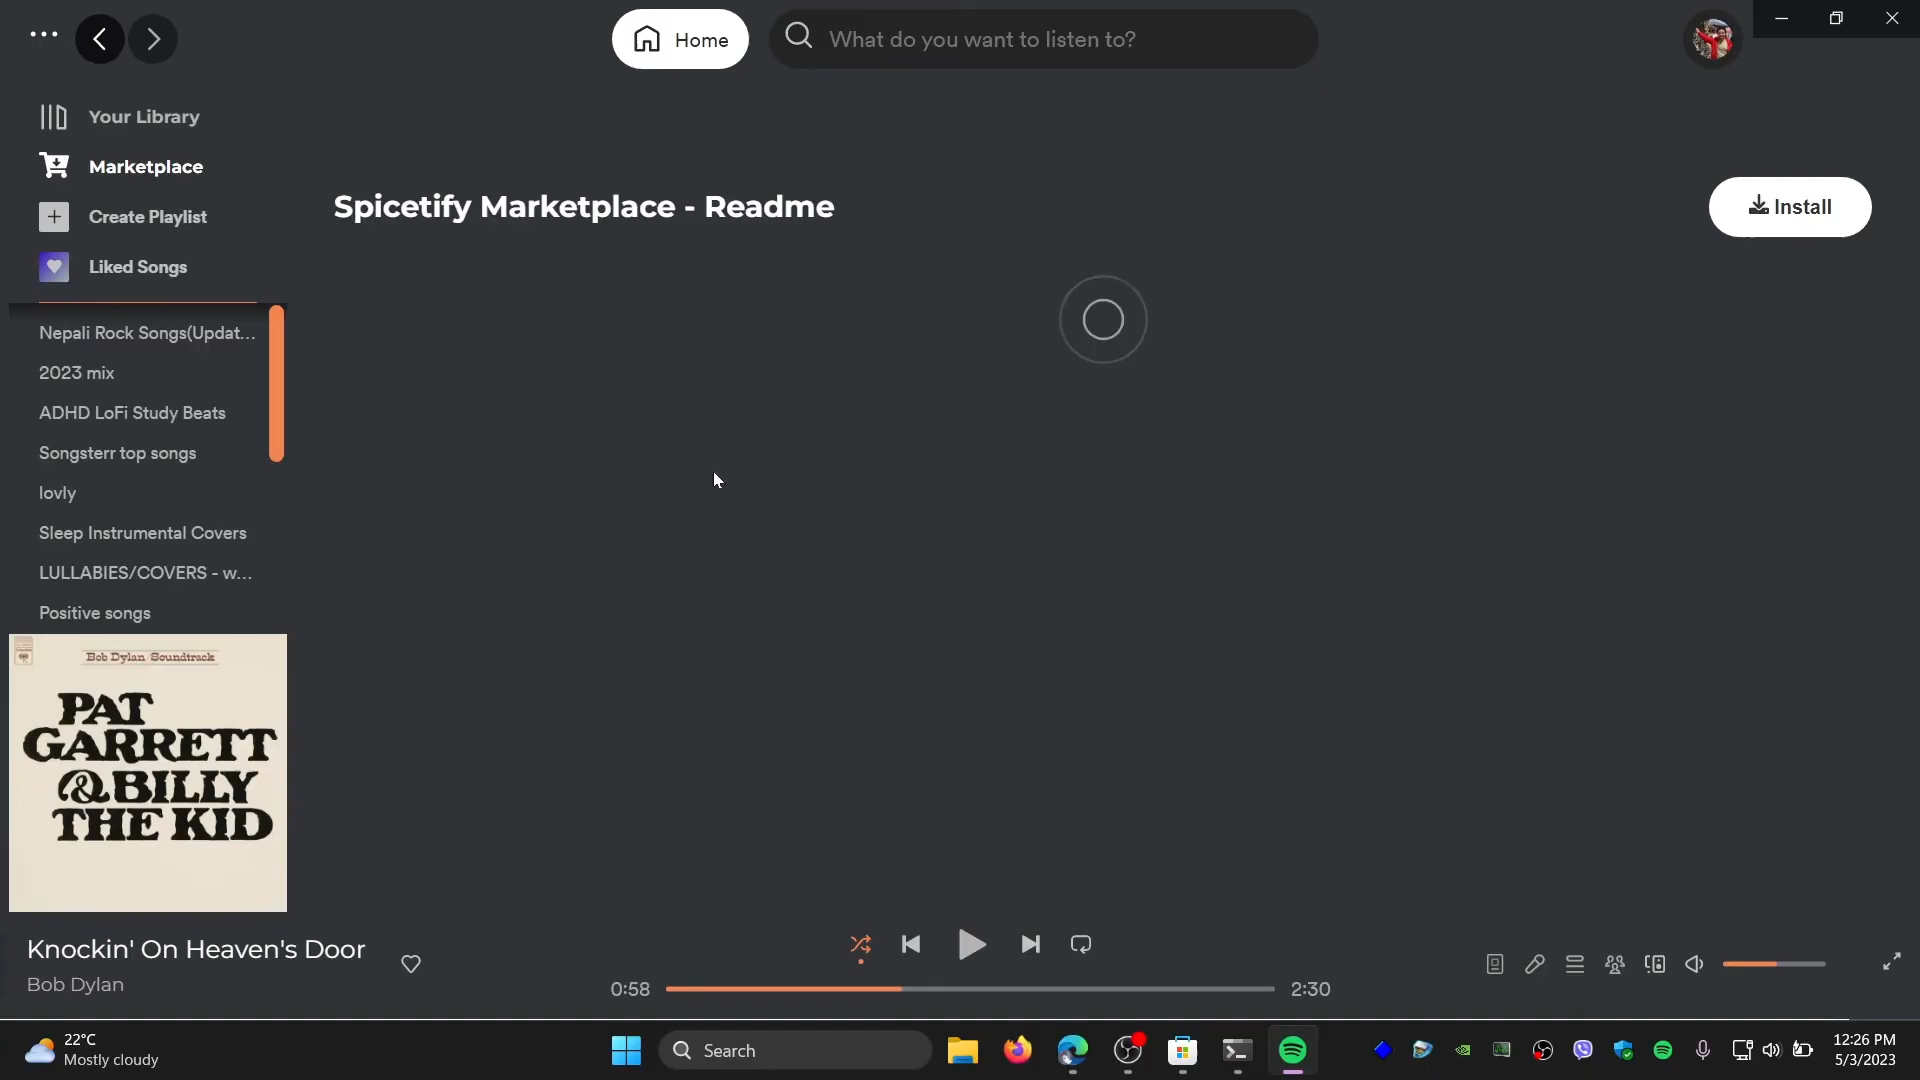 Home
What do you want to listen to?
Your Library
Marketplace
Create Playlist
Liked Songs
Spicetify Marketplace - Readme
Install
Nepali Rock Songs(Updat...
2023 mix
ADHD LoFi Study Beats
Songsterr top songs
lovly
Sleep Instrumental Covers
LULLABIES/COVERS - w...
Positive songs
Bob Dylan/Soundtrack
PAT
GARRETT
& BILLY
THE KID
Knockin' On Heaven's Door
Bob Dylan
0:58
2:30
22°C
Mostly cloudy
Search
12:26 PM
5/3/2023